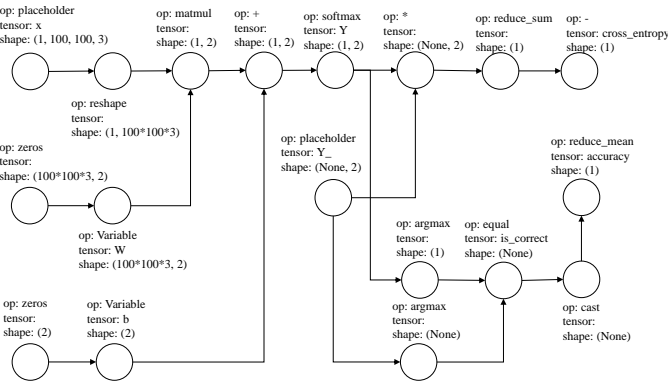 op: placeholder
tensor: x
shape: (1, 100, 100, 3)
op: matmul
tensor:
shape: (1, 2)
op: +
tensor:
shape: (1, 2)
op: softmax
tensor: Y
shape: (1, 2)
op: *
tensor:
shape: (None, 2)
op: reduce_sum
tensor:
shape: (1)
op: -
tensor: cross_entropy
shape: (1)
op: reshape
tensor:
shape: (1, 100*100*3)
op: zeros
tensor:
shape: (100*100*3, 2)
op: placeholder
tensor: Y_
shape: (None, 2)
op: reduce_mean
tensor: accuracy
shape: (1)
op: Variable
tensor: W
shape: (100*100*3, 2)
op: argmax
tensor:
shape: (1)
op: equal
tensor: is_correct
shape: (None)
op: zeros
tensor:
shape: (2)
op: Variable
tensor: b
shape: (2)
op: argmax
tensor:
shape: (None)
op: cast
tensor:
shape: (None)